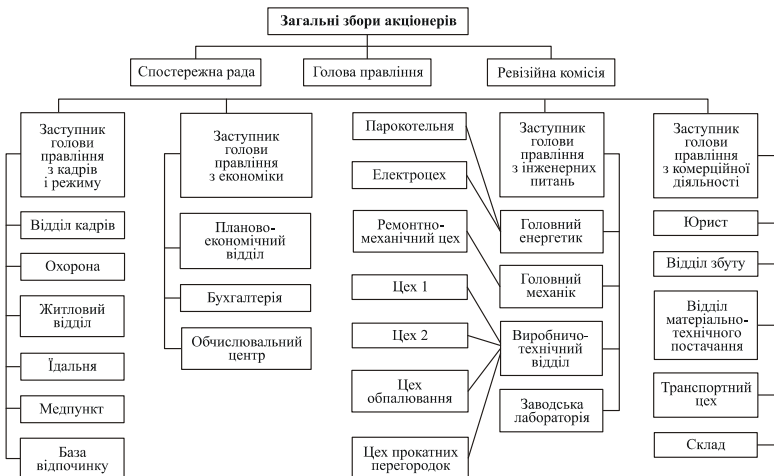 Загальні збори акціонерів
Спостережна рада
Голова правління
Ревізійна комісія
Заступник
голови
правління
з кадрів
і режиму
Відділ кадрів
Охорона
Житловий
відділ
Їдальня
Медпункт
База
відпочинку
Заступник
голови
правління
з економіки
Планово-
економічний
відділ
Бухгалтерія
Обчислювальний
центр
Парокотельня
Електроцех
Ремонтно-
механічний цех
Цех 1
Цех 2
Цех
обпалювання
Цех прокатних
перегородок
Заступник
голови
правління
з інженерних
питань
Головний
енергетик
Головний
механік
Виробничо-
технічний
відділ
Заводська
лабораторія
Заступник
голови
правління
з комерційної
діяльності
Юрист
Відділ збуту
Відділ
матеріально-
технічного
постачання
Транспортний
цех
Склад